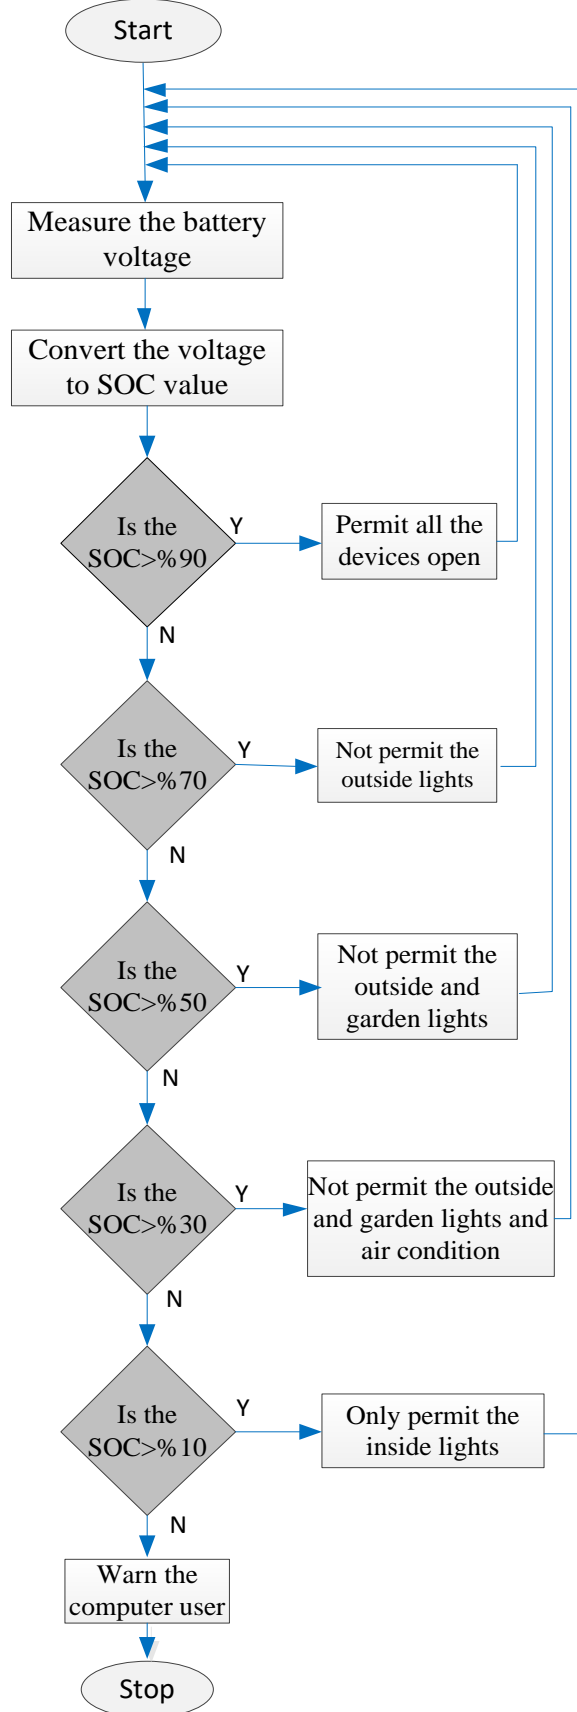 Start
Measure the battery
voltage
Convert the voltage
to SOC value
Is the
SOC>%90
Y
Permit all the
devices open
N
Is the
SOC>%70
Y
Not permit the
outside lights
N
Is the
SOC>%50
Y
Not permit the
outside and
garden lights
N
Is the
SOC>%30
Y
Not permit the outside
and garden lights and
air condition
N
Is the
SOC>%10
Y
Only permit the
inside lights
N
Warn the
computer user
Stop